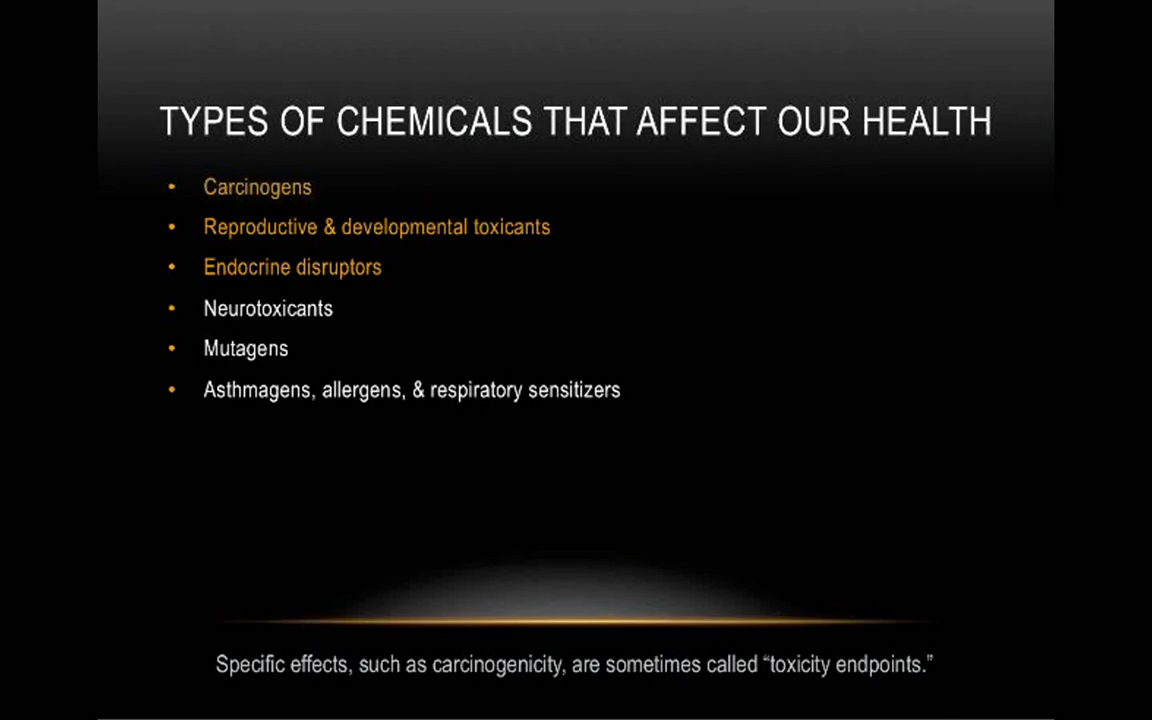 TYPES OF CHEMICALS THAT AFFECT OUR HEALTH
• Carcinogens
• Reproductive & developmental toxicants
• Endocrine disruptors
• Neurotoxicants
• Mutagens
• Asthmagens, allergens, & respiratory sensitizers
Specific effects, such as carcinogenicity, are sometimes called “toxicity endpoints.”